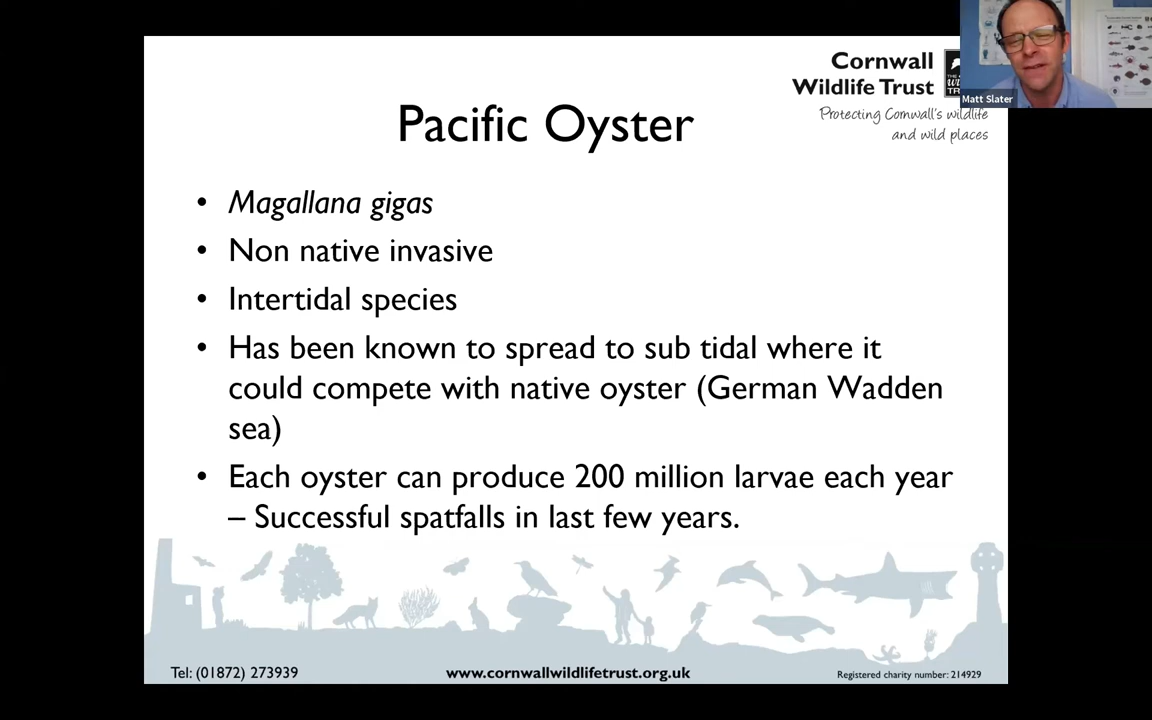 Cornwall
Wildlife Trust
Protecting Cornwall's wildlife
and wild places
Matt Slater
Pacific Oyster
• Magallana gigas
• Non native invasive
• Intertidal species
• Has been known to spread to sub tidal where it
could compete with native oyster (German Wadden
sea)
• Each oyster can produce 200 million larvae each year
– Successful spatfalls in last few years.
Tel: (01872) 273939
www.cornwallwildlifetrust.org.uk
Registered charity number: 214929